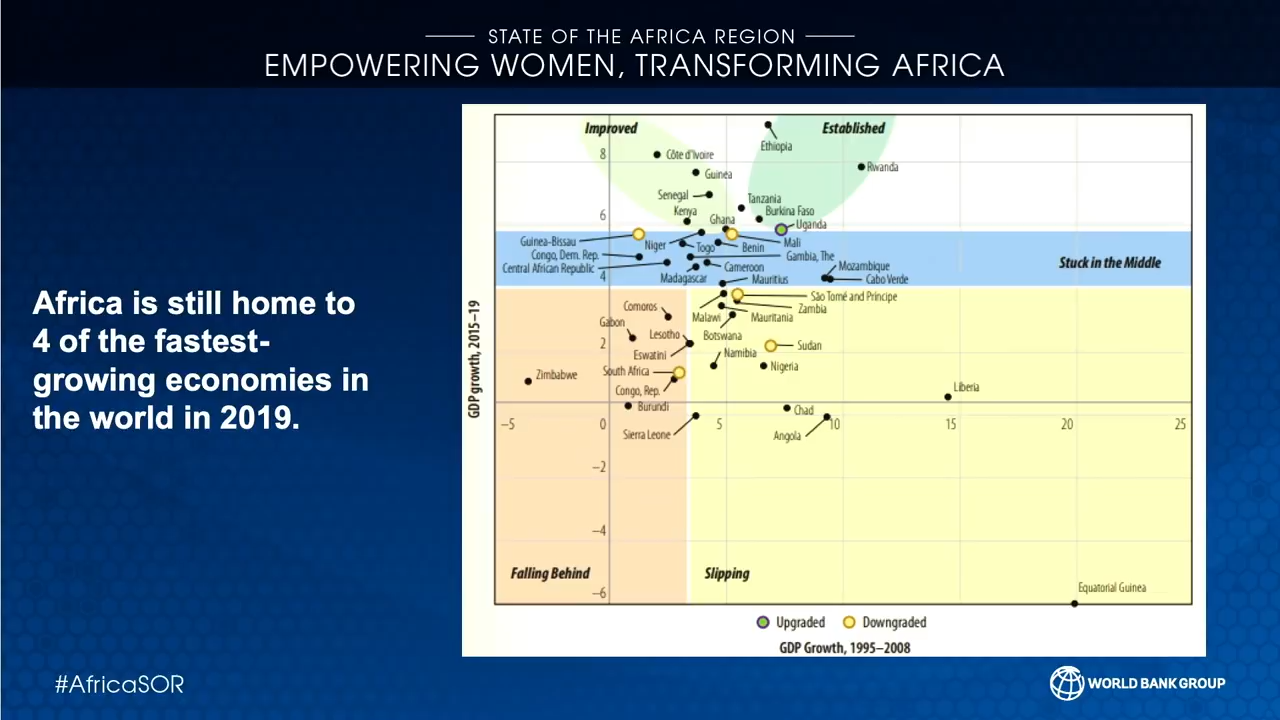 STATE OF THE AFRICA REGION
EMPOWERING WOMEN, TRANSFORMING AFRICA
Africa is still home to
4 of the fastest-
growing economies in
the world in 2019.
GDP growth, 2015–19
Improved
Established
Ethiopia
8
Côte d'Ivoire
Rwanda
Guinea
Senegal
Tanzania
Kenya
Burkina Faso
6
Ghana
Uganda
Guinea-Bissau
Niger
Togo
Benin
Mali
Congo, Dem. Rep.
Gambia, The
Stuck in the Middle
Central African Republic
Cameroon
Mozambique
4
Madagascar
Mauritius
Cabo Verde
São Tomé and Príncipe
Comoros
Malawi
Mauritania
Zambia
Gabon
Lesotho
Botswana
2
Eswatini
Namibia
Sudan
Zimbabwe
South Africa
Nigeria
Congo, Rep.
Liberia
Burundi
Chad
–5
0
5
10
15
20
25
Sierra Leone
Angola
–2
–4
Falling Behind
Slipping
–6
Equatorial Guinea
Upgraded
Downgraded
GDP Growth, 1995–2008
#AfricaSOR
WORLD BANK GROUP